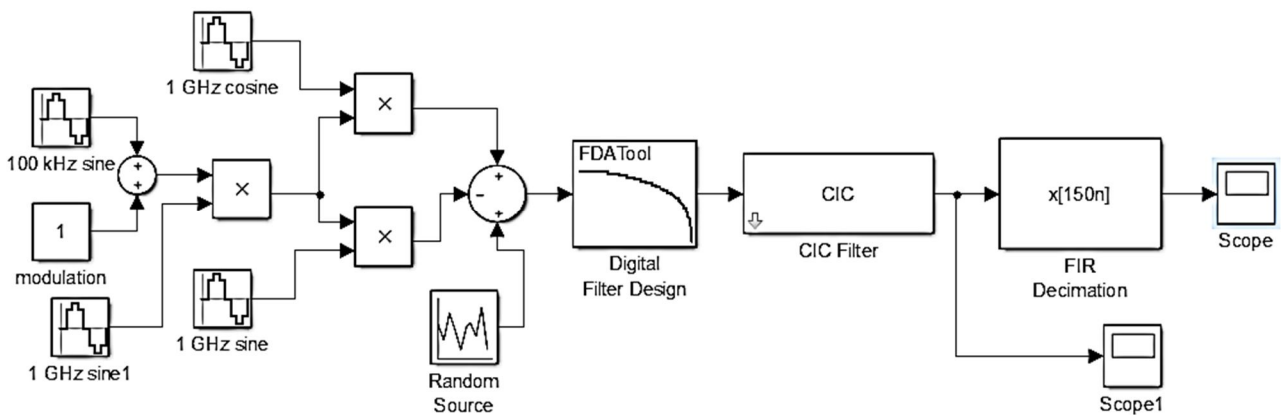 1 GHz cosine
×
FDATool
100 kHz sine
+
+
×
+
-
+
CIC
x[150n]
1
×
Scope
modulation
Digital
Filter Design
CIC Filter
FIR
Decimation
1 GHz sine
1 GHz sine1
Random
Source
Scope1